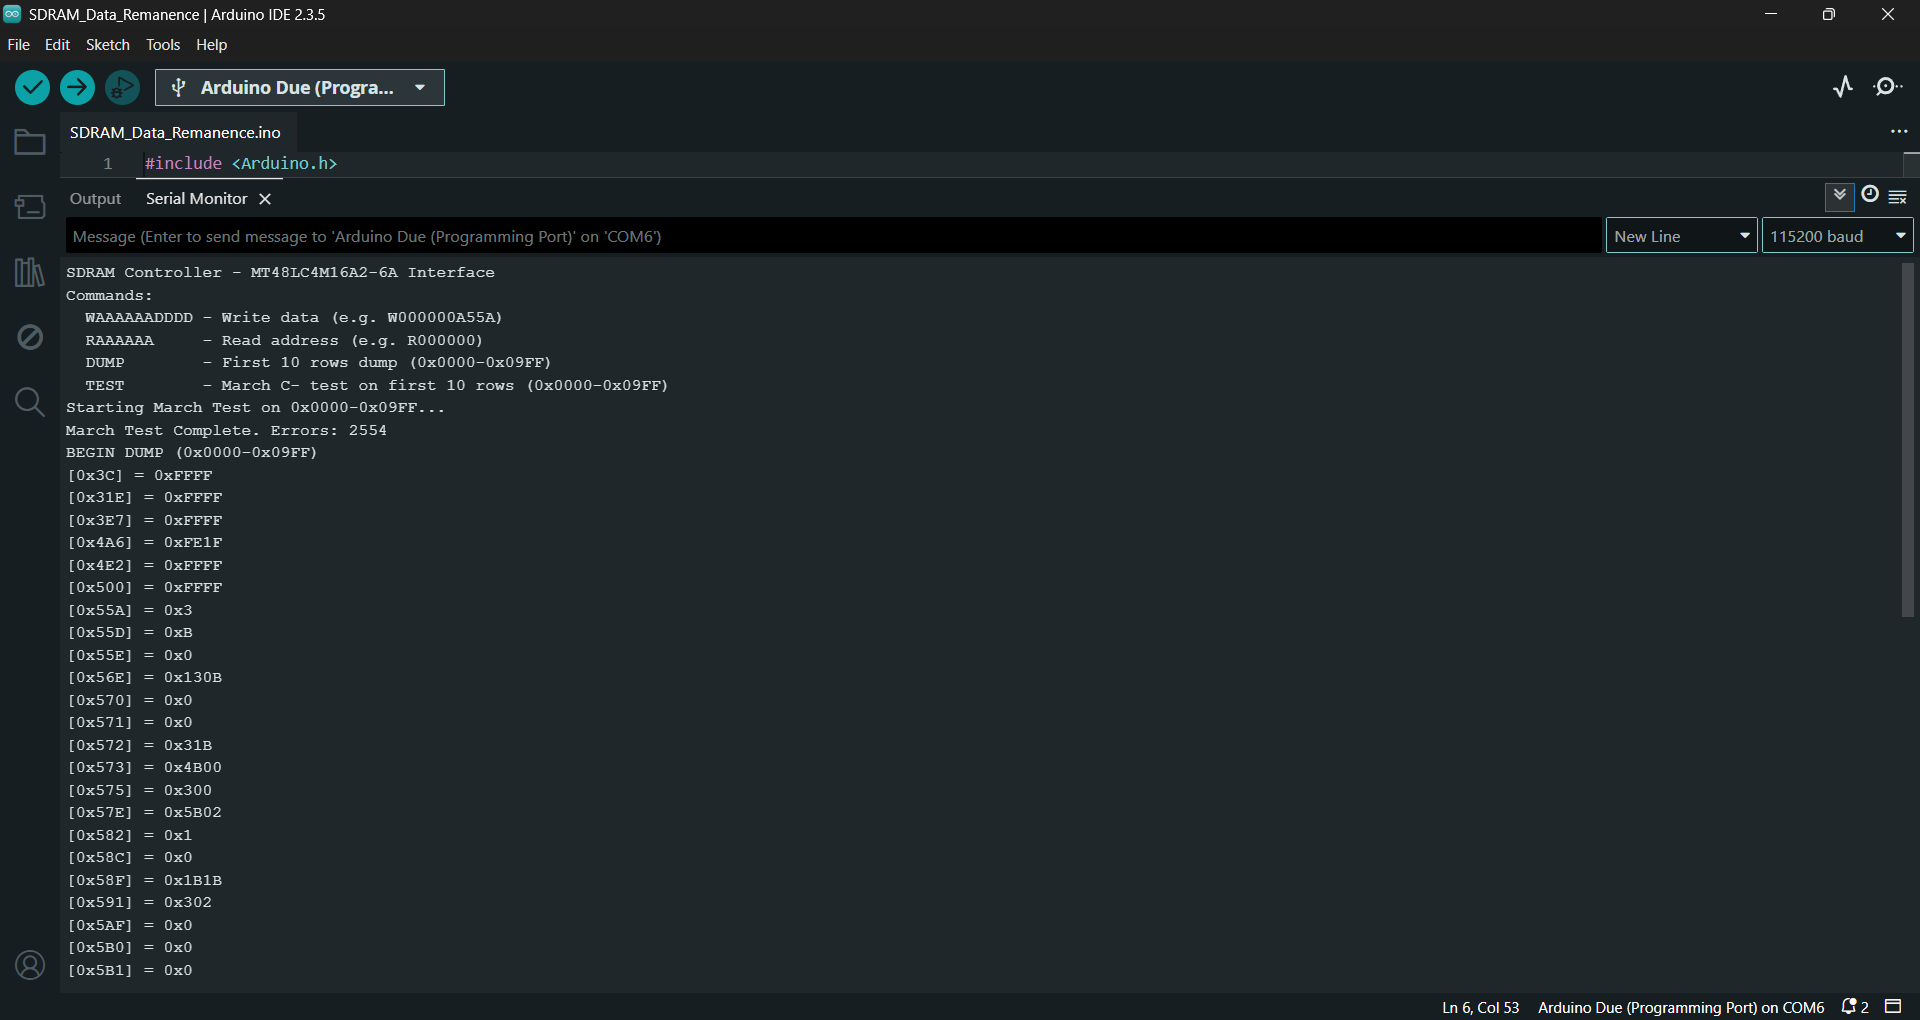 SDRAM_Data_Remanence | Arduino IDE 2.3.5
File Edit Sketch Tools Help
Arduino Due (Progra...
SDRAM_Data_Remanence.ino
1 #include <Arduino.h>
Output Serial Monitor
Message (Enter to send message to 'Arduino Due (Programming Port)' on 'COM6')
New Line
115200 baud
SDRAM Controller - MT48LC4M16A2-6A Interface
Commands:
WAAAAAADDDD - Write data (e.g. W000000A55A)
RAAAAAA - Read address (e.g. R000000)
DUMP - First 10 rows dump (0x0000-0x09FF)
TEST - March C- test on first 10 rows (0x0000-0x09FF)
Starting March Test on 0x0000-0x09FF...
March Test Complete. Errors: 2554
BEGIN DUMP (0x0000-0x09FF)
[0x3C] = 0xFFFF
[0x31E] = 0xFFFF
[0x3E7] = 0xFFFF
[0x4A6] = 0xFE1F
[0x4E2] = 0xFFFF
[0x500] = 0xFFFF
[0x55A] = 0x3
[0x55D] = 0xB
[0x55E] = 0x0
[0x56E] = 0x130B
[0x570] = 0x0
[0x571] = 0x0
[0x572] = 0x31B
[0x573] = 0x4B00
[0x575] = 0x300
[0x57E] = 0x5B02
[0x582] = 0x1
[0x58C] = 0x0
[0x58F] = 0x1B1B
[0x591] = 0x302
[0x5AF] = 0x0
[0x5B0] = 0x0
[0x5B1] = 0x0
Ln 6, Col 53 Arduino Due (Programming Port) on COM6 2